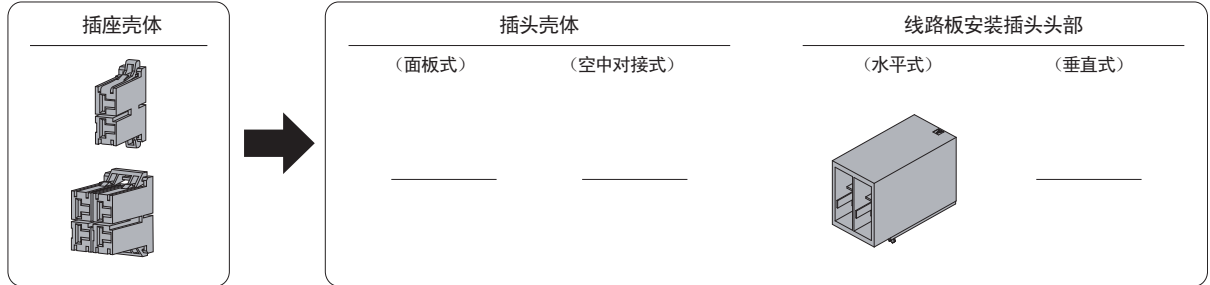 插座壳体
插头壳体
线路板安装插头头部
（面板式）
（空中对接式）
（水平式）
（垂直式）